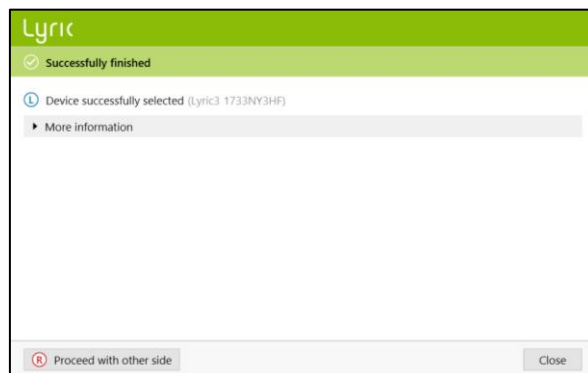 Lyric
Successfully finished
L Device successfully selected (Lyric3 1733NY3HF)
More information
R Proceed with other side
Close